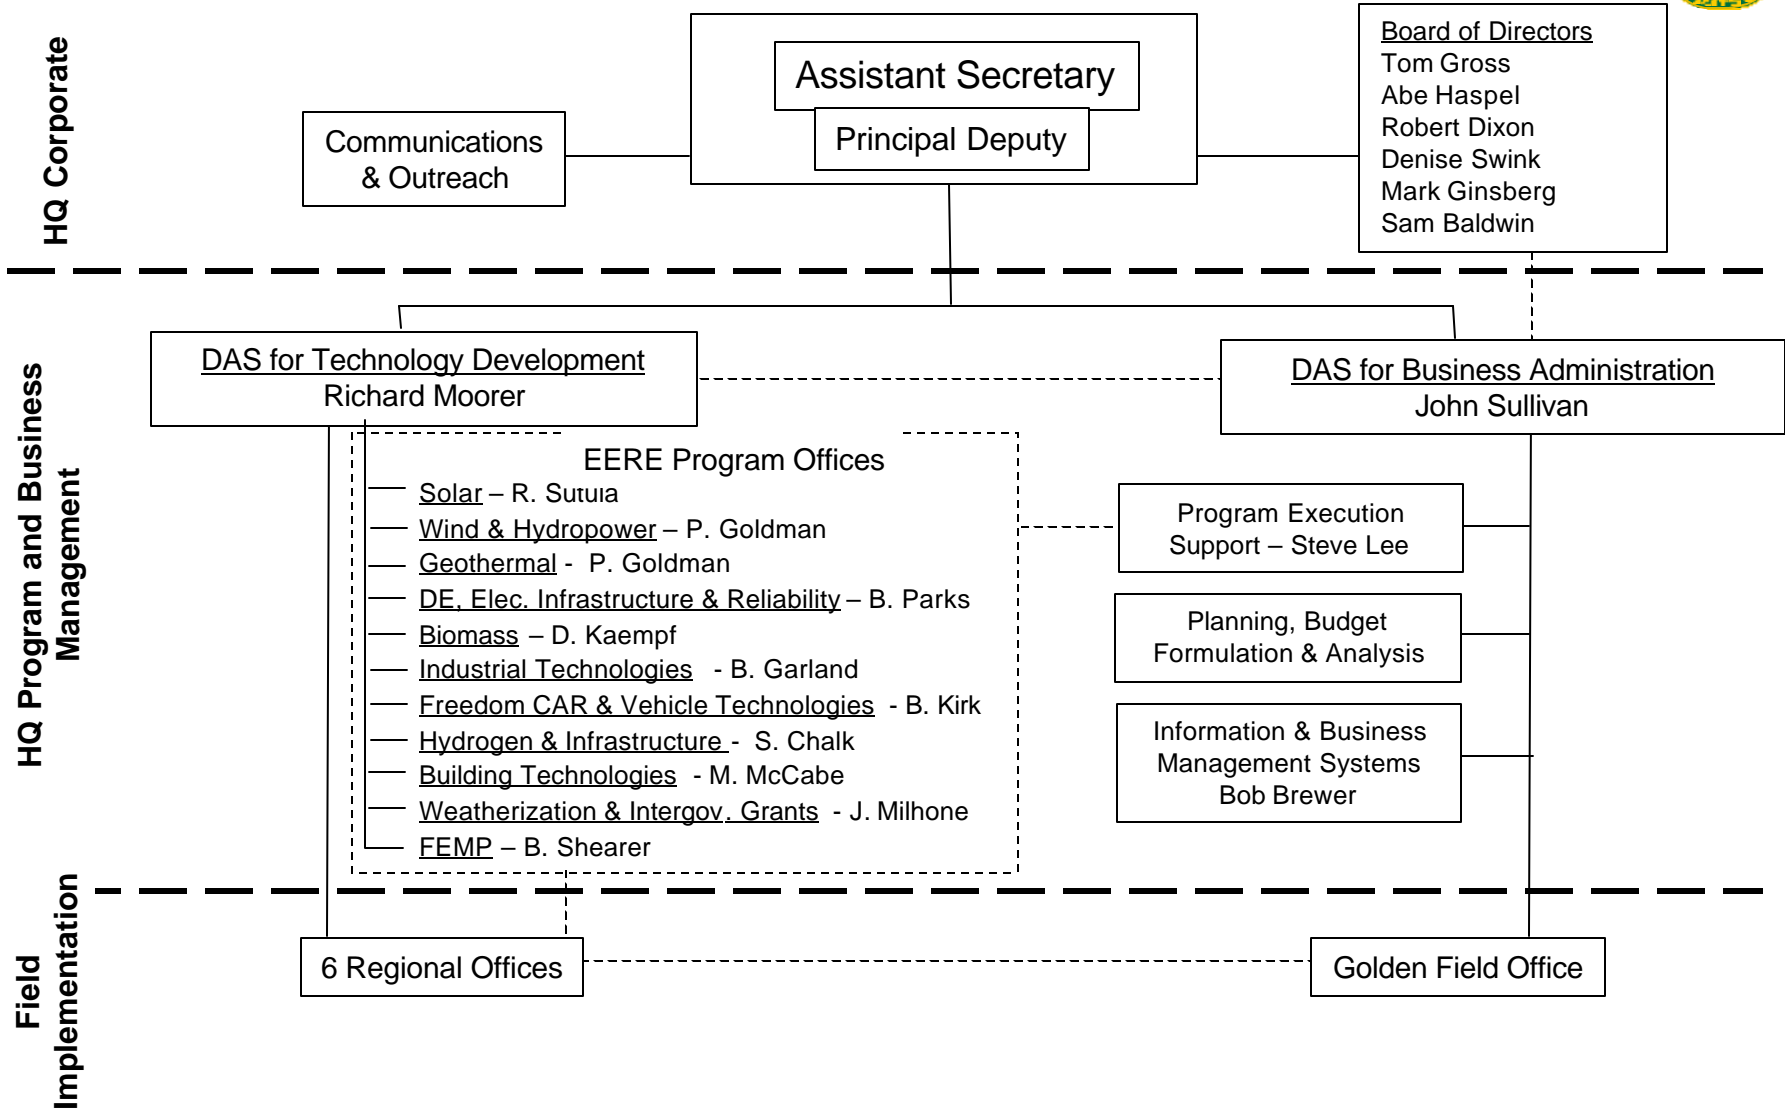 HQ Corporate
Assistant Secretary
Principal Deputy
Communications
& Outreach
Board of Directors
Tom Gross
Abe Haspel
Robert Dixon
Denise Swink
Mark Ginsberg
Sam Baldwin
HQ Program and Business
Management
DAS for Technology Development
Richard Moorer
DAS for Business Administration
John Sullivan
EERE Program Offices
Solar – R.
Wind & Hydropower – P. Goldman
Geothermal - P. Goldman
DE, Elec. Infrastructure & Reliability – B. Parks
Biomass – D. Kaempf
Industrial Technologies - B. Garland
Freedom CAR & Vehicle Technologies - B. Kirk
Hydrogen & Infrastructure - S. Chalk
Building Technologies - M. McCabe
Weatherization & Intergov. Grants - J. Milhone
FEMP – B. Shearer
Program Execution
Support – Steve Lee
Planning, Budget
Formulation & Analysis
Information & Business
Management Systems
Bob Brewer
Field
Implementation
6 Regional Offices
Golden Field Office